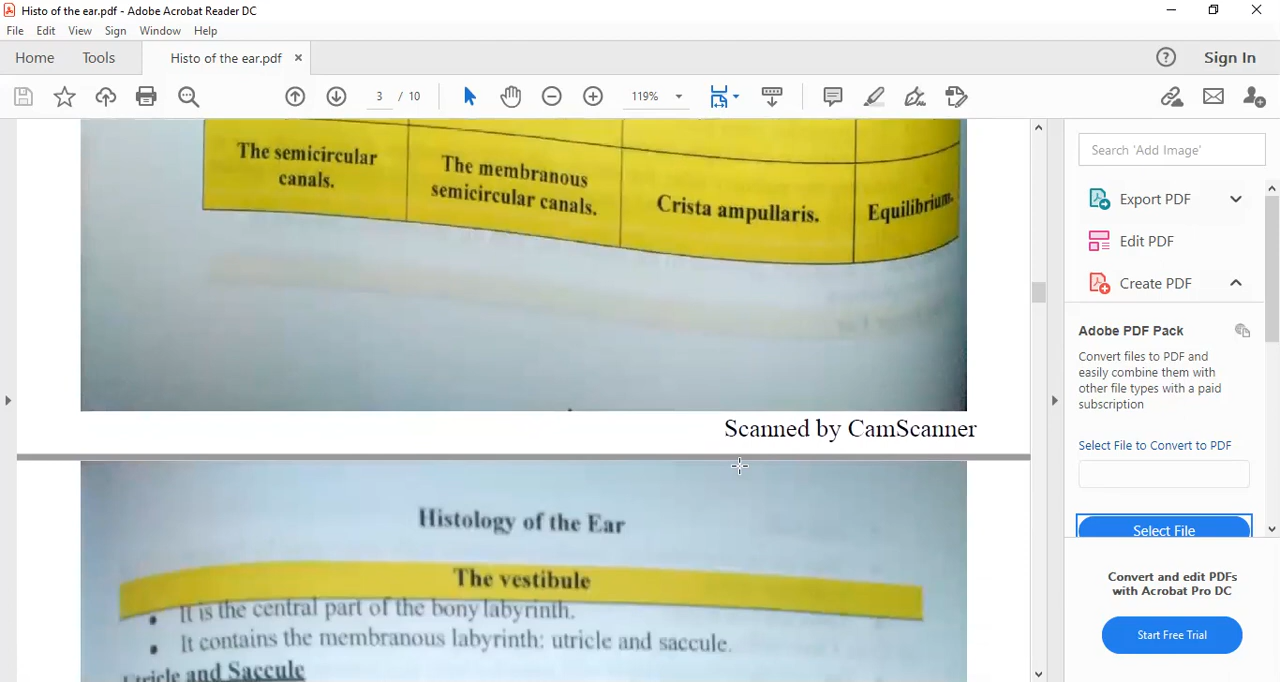 Histo of the ear.pdf - Adobe Acrobat Reader DC
File Edit View Sign Window Help
Home Tools Histo of the ear.pdf × ? Sign In
3 / 10 119%
The semicircular
canals.
The membranous
semicircular canals.
Crista ampullaris.
Equilibrium.
Scanned by CamScanner
Histology of the Ear
The vestibule
• It is the central part of the bony labyrinth.
• It contains the membranous labyrinth: utricle and saccule.
Utricle and Saccule
Search 'Add Image'
Export PDF
Edit PDF
Create PDF
Adobe PDF Pack
Convert files to PDF and
easily combine them with
other file types with a paid
subscription
Select File to Convert to PDF
Select File
Convert and edit PDFs
with Acrobat Pro DC
Start Free Trial